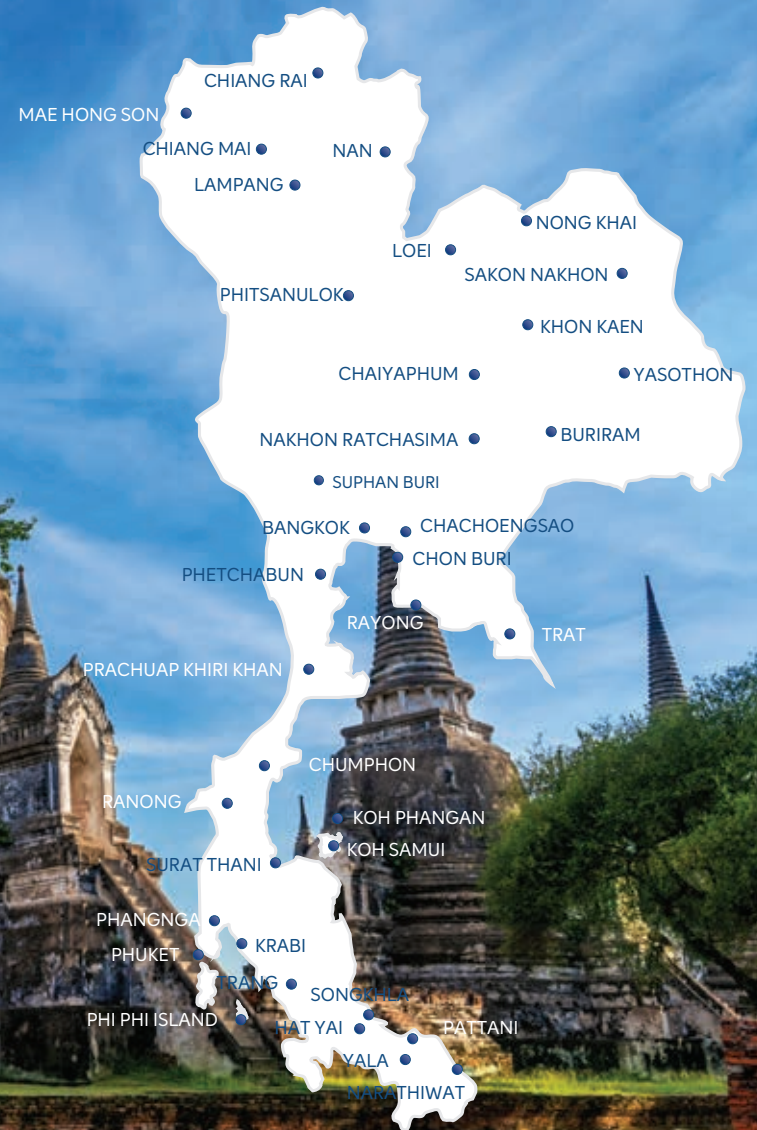 CHIANG RAI
MAE HONG SON
CHIANG MAI
NAN
LAMPANG
NONG KHAI
LOEI
SAKON NAKHON
PHITSANULOK
KHON KAEN
CHAIYAPHUM
YASOTHON
NAKHON RATCHASIMA
BURIRAM
SUPHAN BURI
BANGKOK
CHACHOENGSAO
CHON BURI
PHETCHABUN
RAYONG
TRAT
PRACHUAP KHIRI KHAN
CHUMPHON
RANONG
KOH PHANGAN
KOH SAMUI
SURAT THANI
PHANGNGA
KRABI
PHUKET
TRANG
SONGKHLA
PHI PHI ISLAND
HAT YAI
PATTANI
YALA
NARATHIWAT